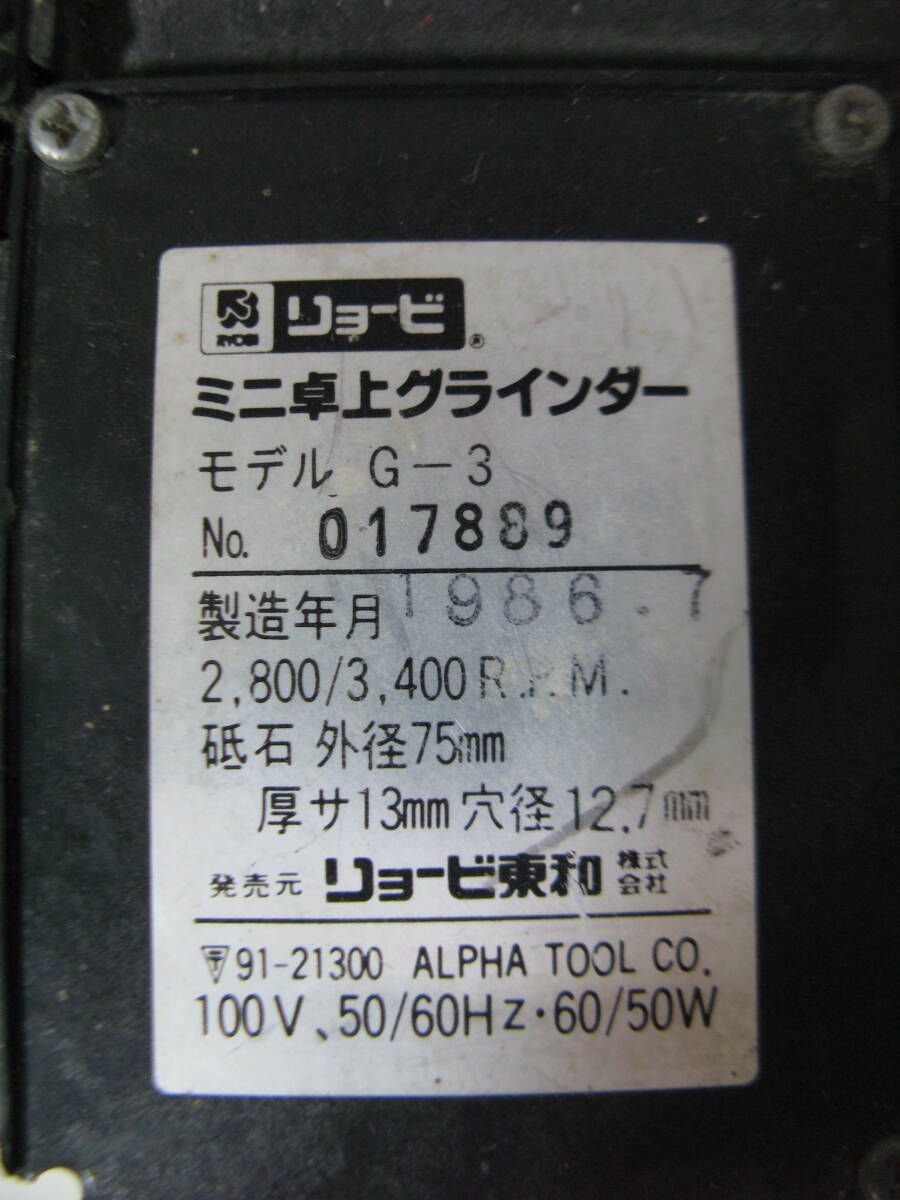 RYOBI リョービ®
ミニ卓上グラインダー
モデル G-3
No. 017889
製造年月 1986.7
2,800/3,400 R.P.M.
砥石 外径75mm
厚サ13mm 穴径12.7mm
発売元 リョービ東和 株式会社
〒91-21300 ALPHA TOOL CO.
100V、50/60Hz・60/50W